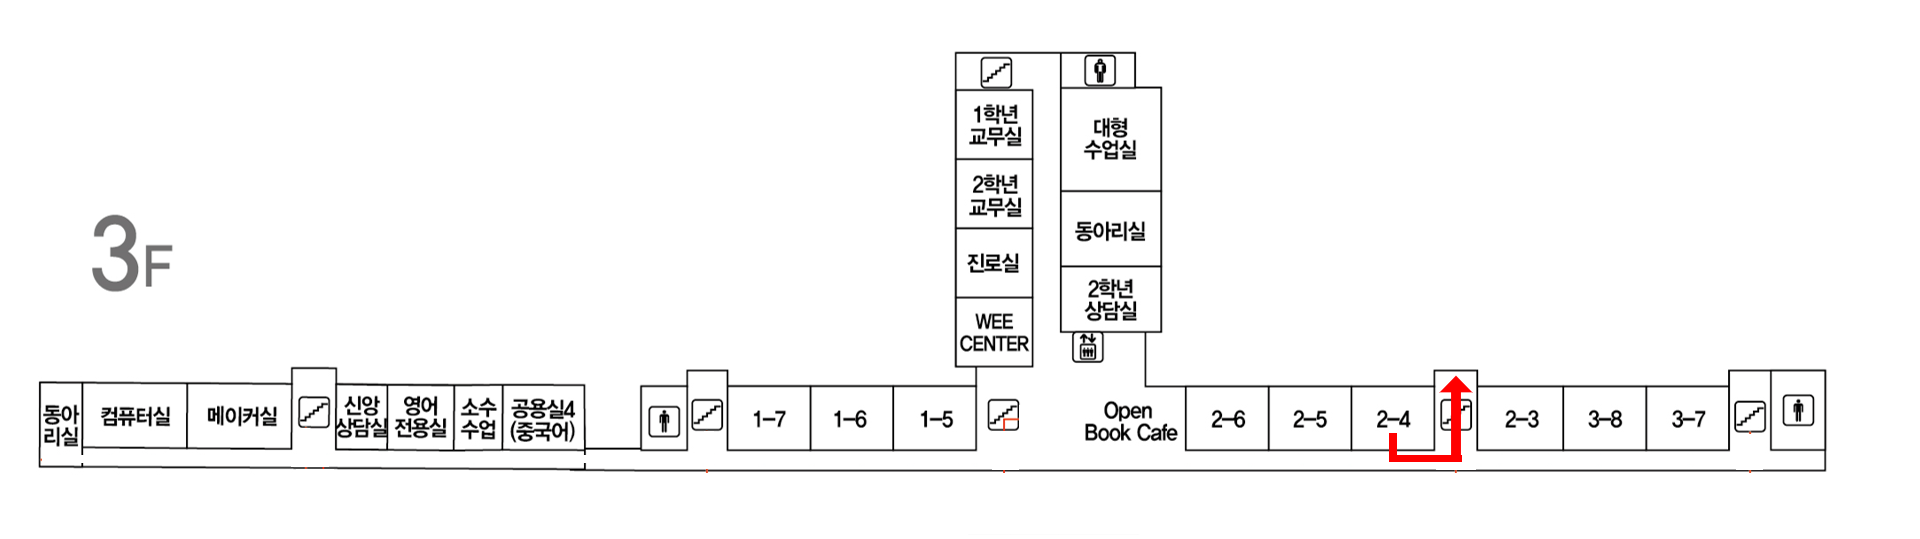 1학년
교무실
대형
수업실
2학년
교무실
3F
동아리실
진로실
2학년
상담실
WEE
CENTER
동아
리실
컴퓨터실
메이커실
신앙
상담실
영어
전용실
소수
수업
공용실4
(중국어)
1-7
1-6
1-5
Open
Book Cafe
2-6
2-5
2-4
2-3
3-8
3-7